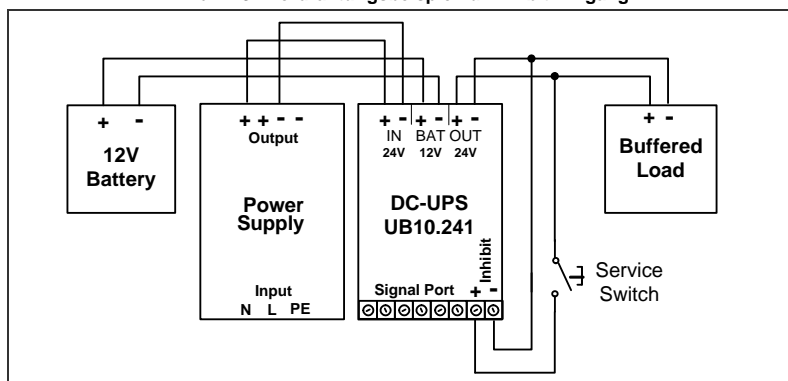 + -
12V
Battery
+ + - -
Output
Power
Supply
Input
N L PE
+ - + - + -
IN BAT OUT
24V 12V 24V
DC-UPS
UB10.241
Inhibit
Signal Port + -
+ -
Buffered
Load
Service
Switch